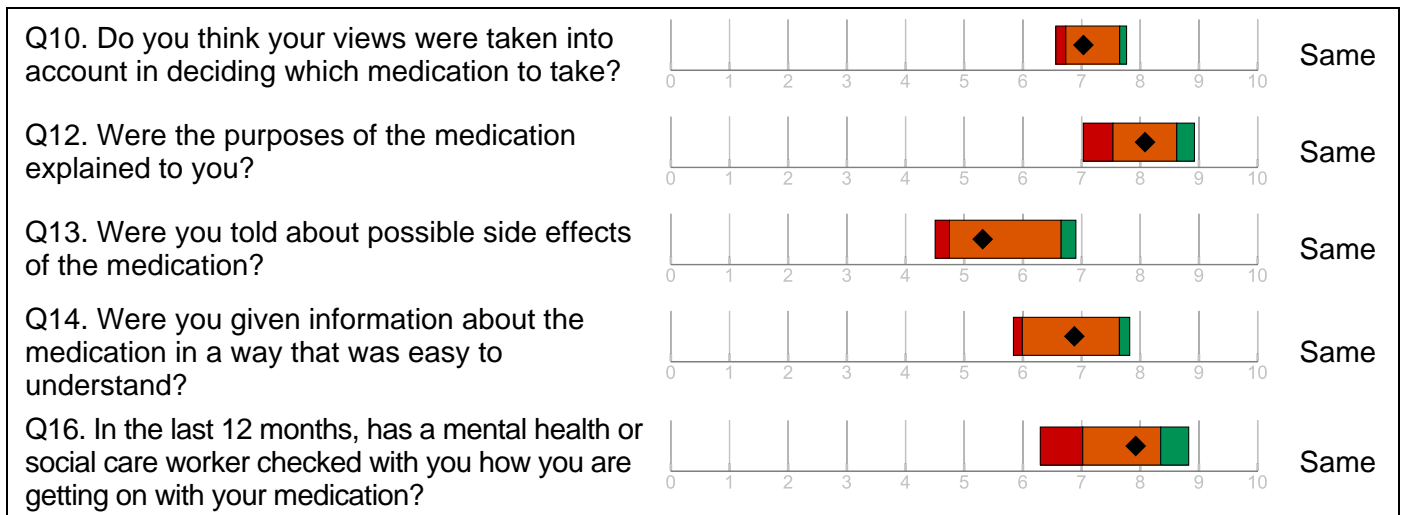 Q10. Do you think your views were taken into
account in deciding which medication to take?
0 1 2 3 4 5 6 7 8 9 10
Same
Q12. Were the purposes of the medication
explained to you?
0 1 2 3 4 5 6 7 8 9 10
Same
Q13. Were you told about possible side effects
of the medication?
0 1 2 3 4 5 6 7 8 9 10
Same
Q14. Were you given information about the
medication in a way that was easy to
understand?
0 1 2 3 4 5 6 7 8 9 10
Same
Q16. In the last 12 months, has a mental health or
social care worker checked with you how you are
getting on with your medication?
0 1 2 3 4 5 6 7 8 9 10
Same